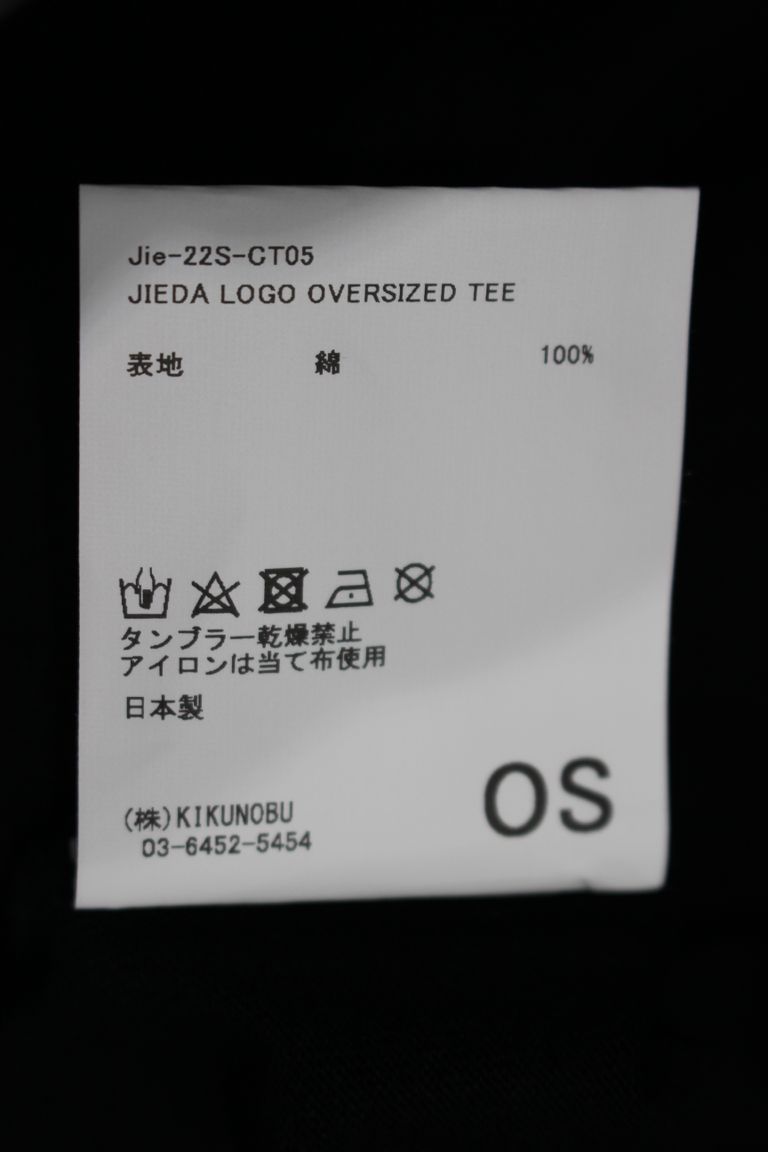 Jie-22S-CT05
JIEDA LOGO OVERSIZED TEE
表地 綿 100%
タンブラー乾燥禁止
アイロンは当て布使用
日本製
(株)KIKUNOBU
03-6452-5454
OS